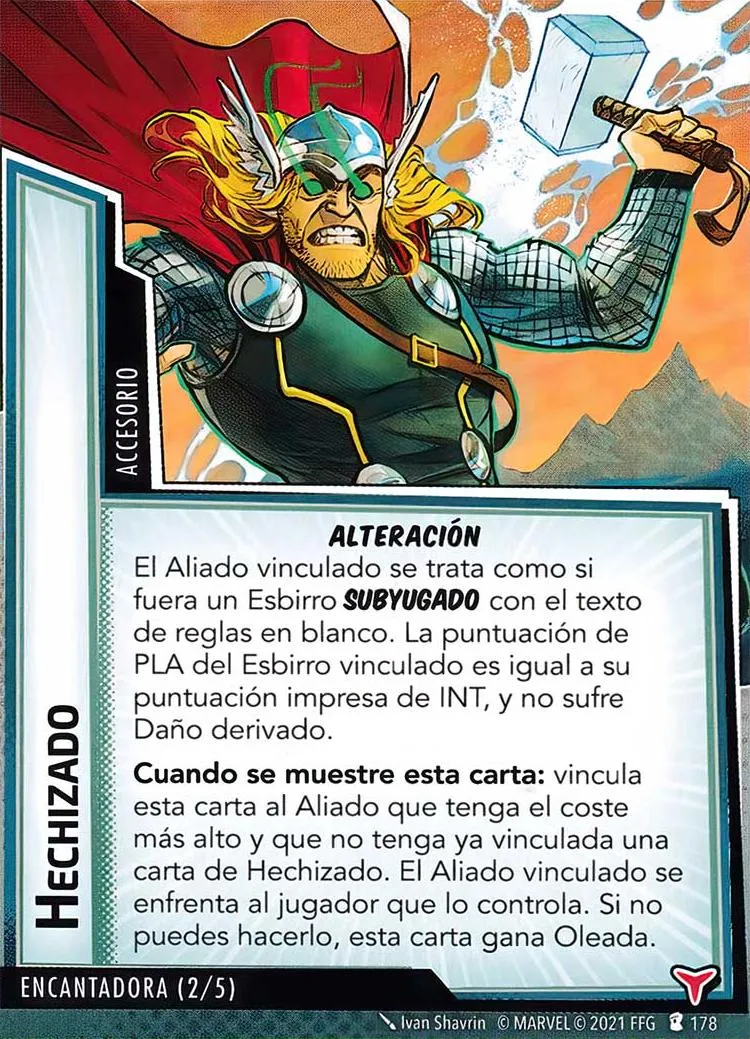 ACCESORIO
HECHIZADO
ALTERACIÓN
El Aliado vinculado se trata como si
fuera un Esbirro SUBYUGADO con el texto
de reglas en blanco. La puntuación de
PLA del Esbirro vinculado es igual a su
puntuación impresa de INT, y no sufre
Daño derivado.
Cuando se muestre esta carta: vincula
esta carta al Aliado que tenga el coste
más alto y que no tenga ya vinculada una
carta de Hechizado. El Aliado vinculado se
enfrenta al jugador que lo controla. Si no
puedes hacerlo, esta carta gana Oleada.
ENCANTADORA (2/5)
Ivan Shavrin © MARVEL © 2021 FFG 178